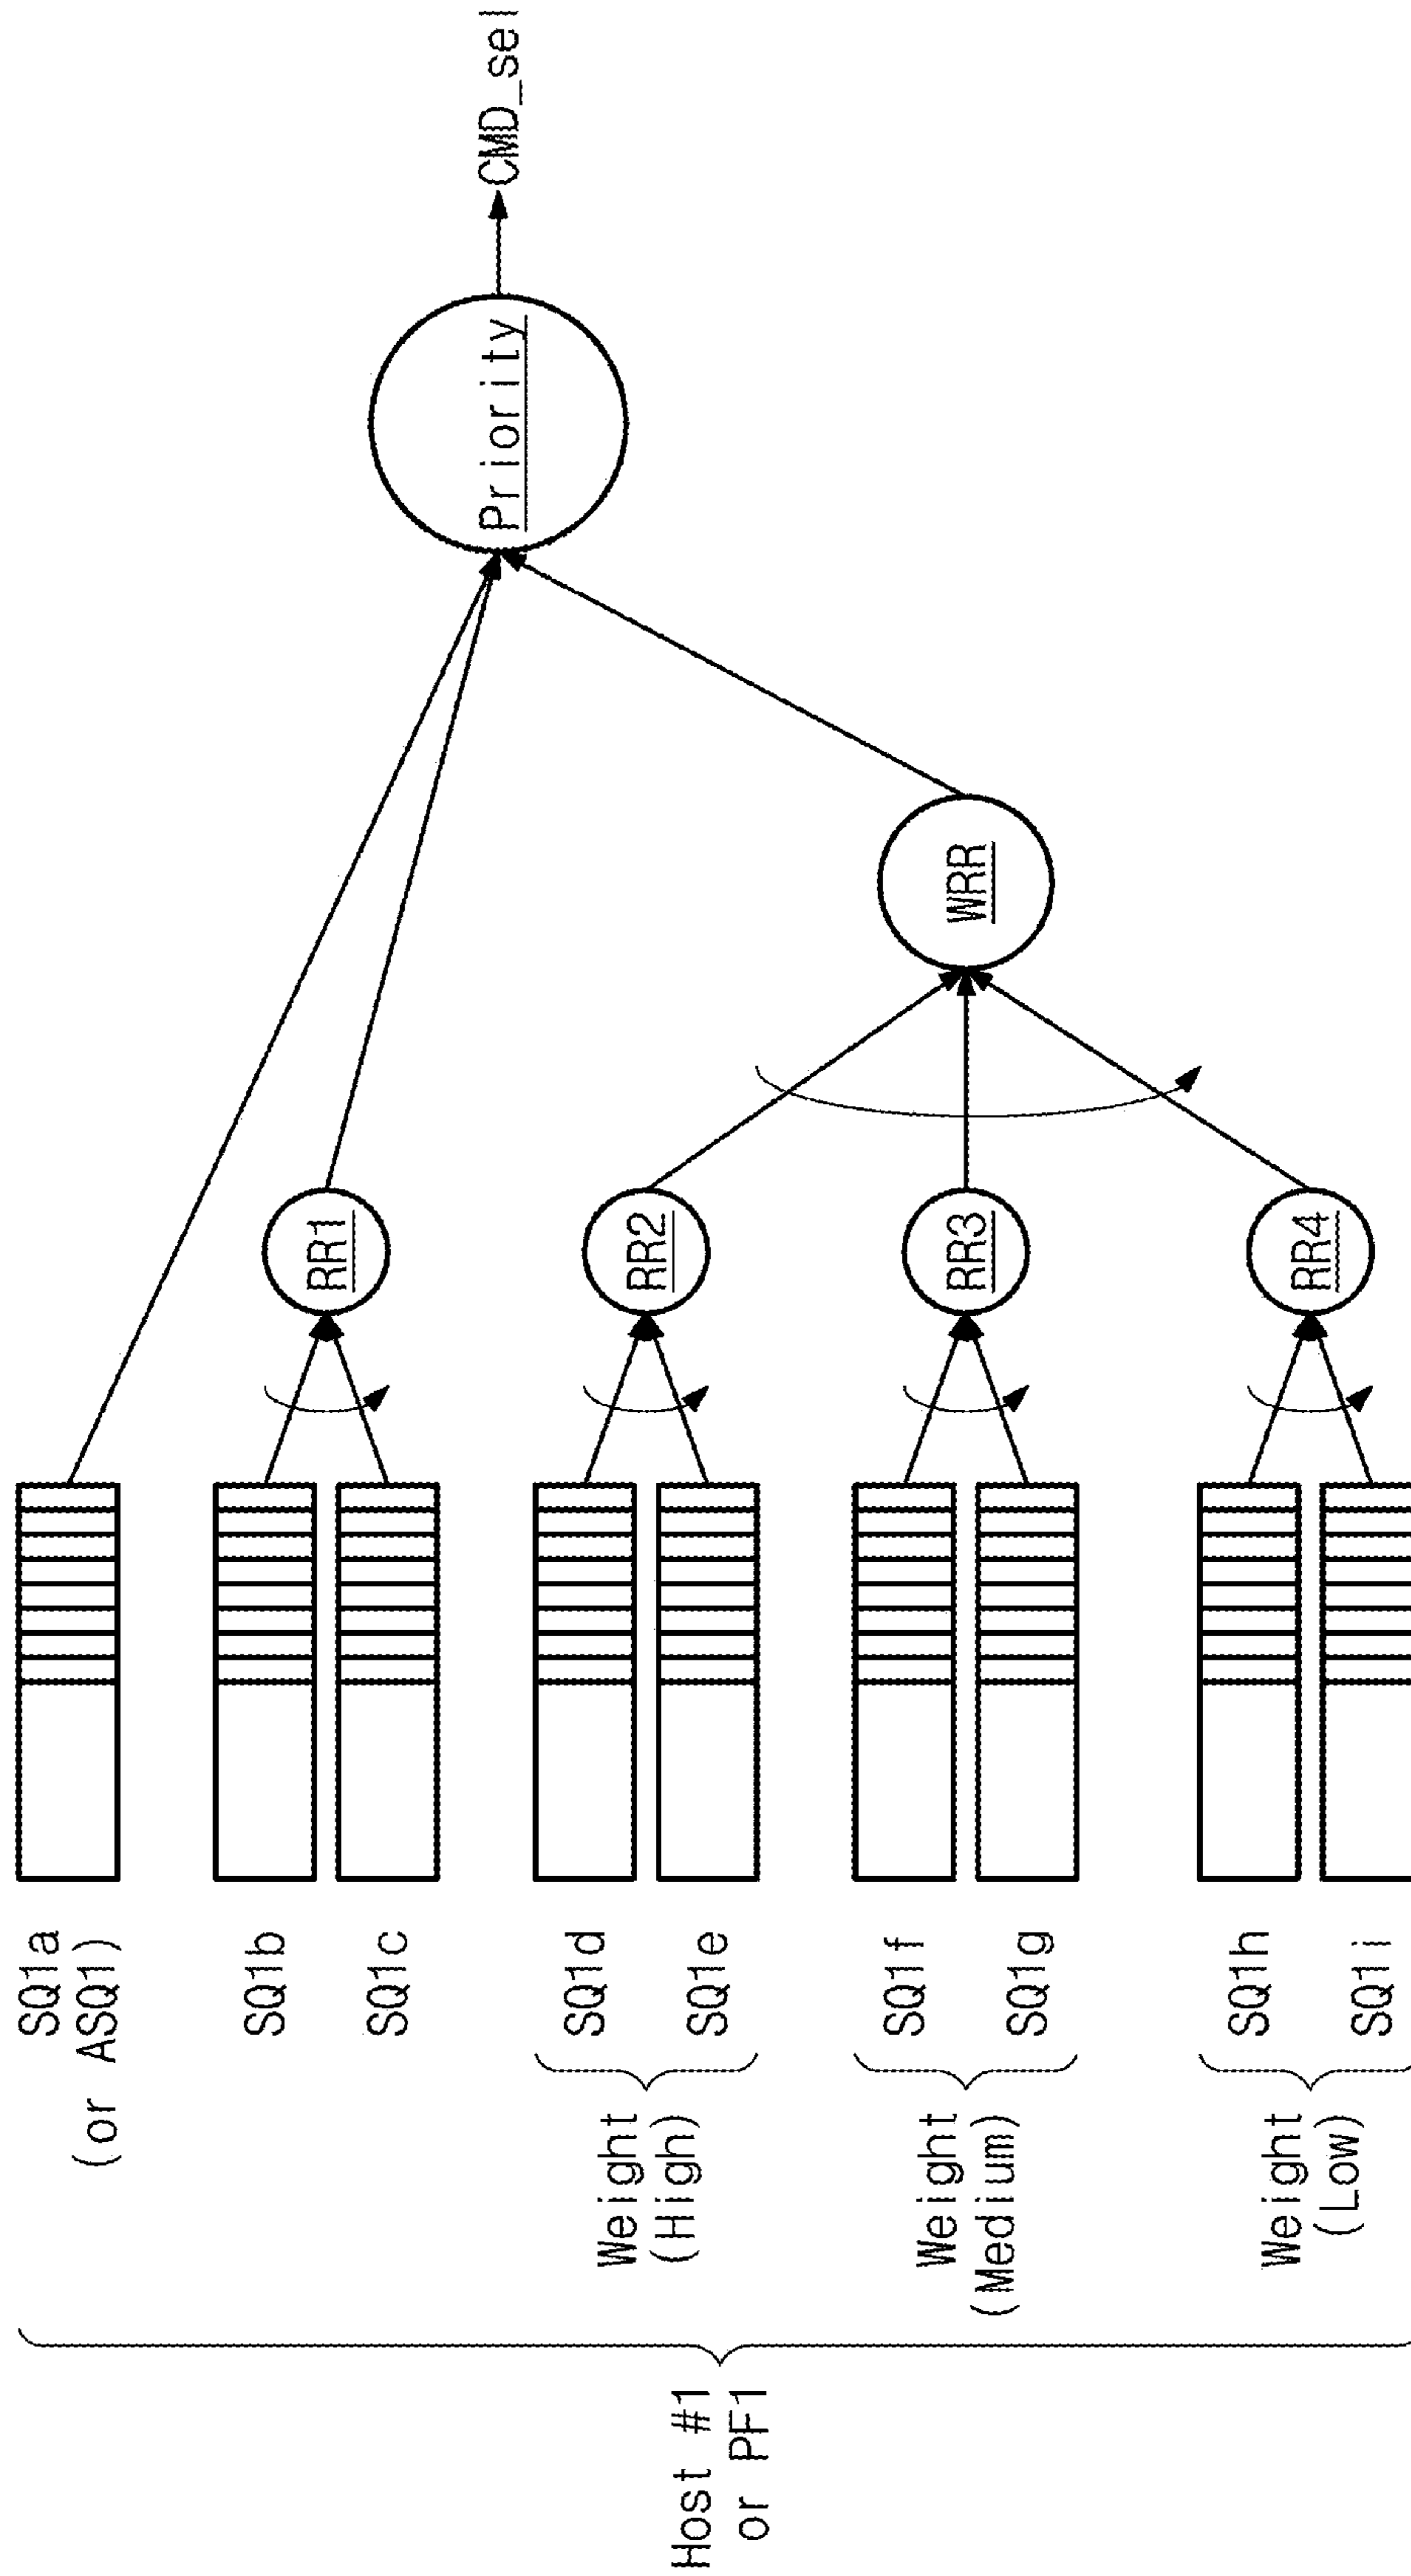 Host #1
or PF1
SQ1a
(or ASQ1)
SQ1b
SQ1c
Weight
(High)
SQ1d
SQ1e
Weight
(Medium)
SQ1f
SQ1g
Weight
(Low)
SQ1h
SQ1i
RR1
RR2
RR3
RR4
WRR
Priority
CMD_sel